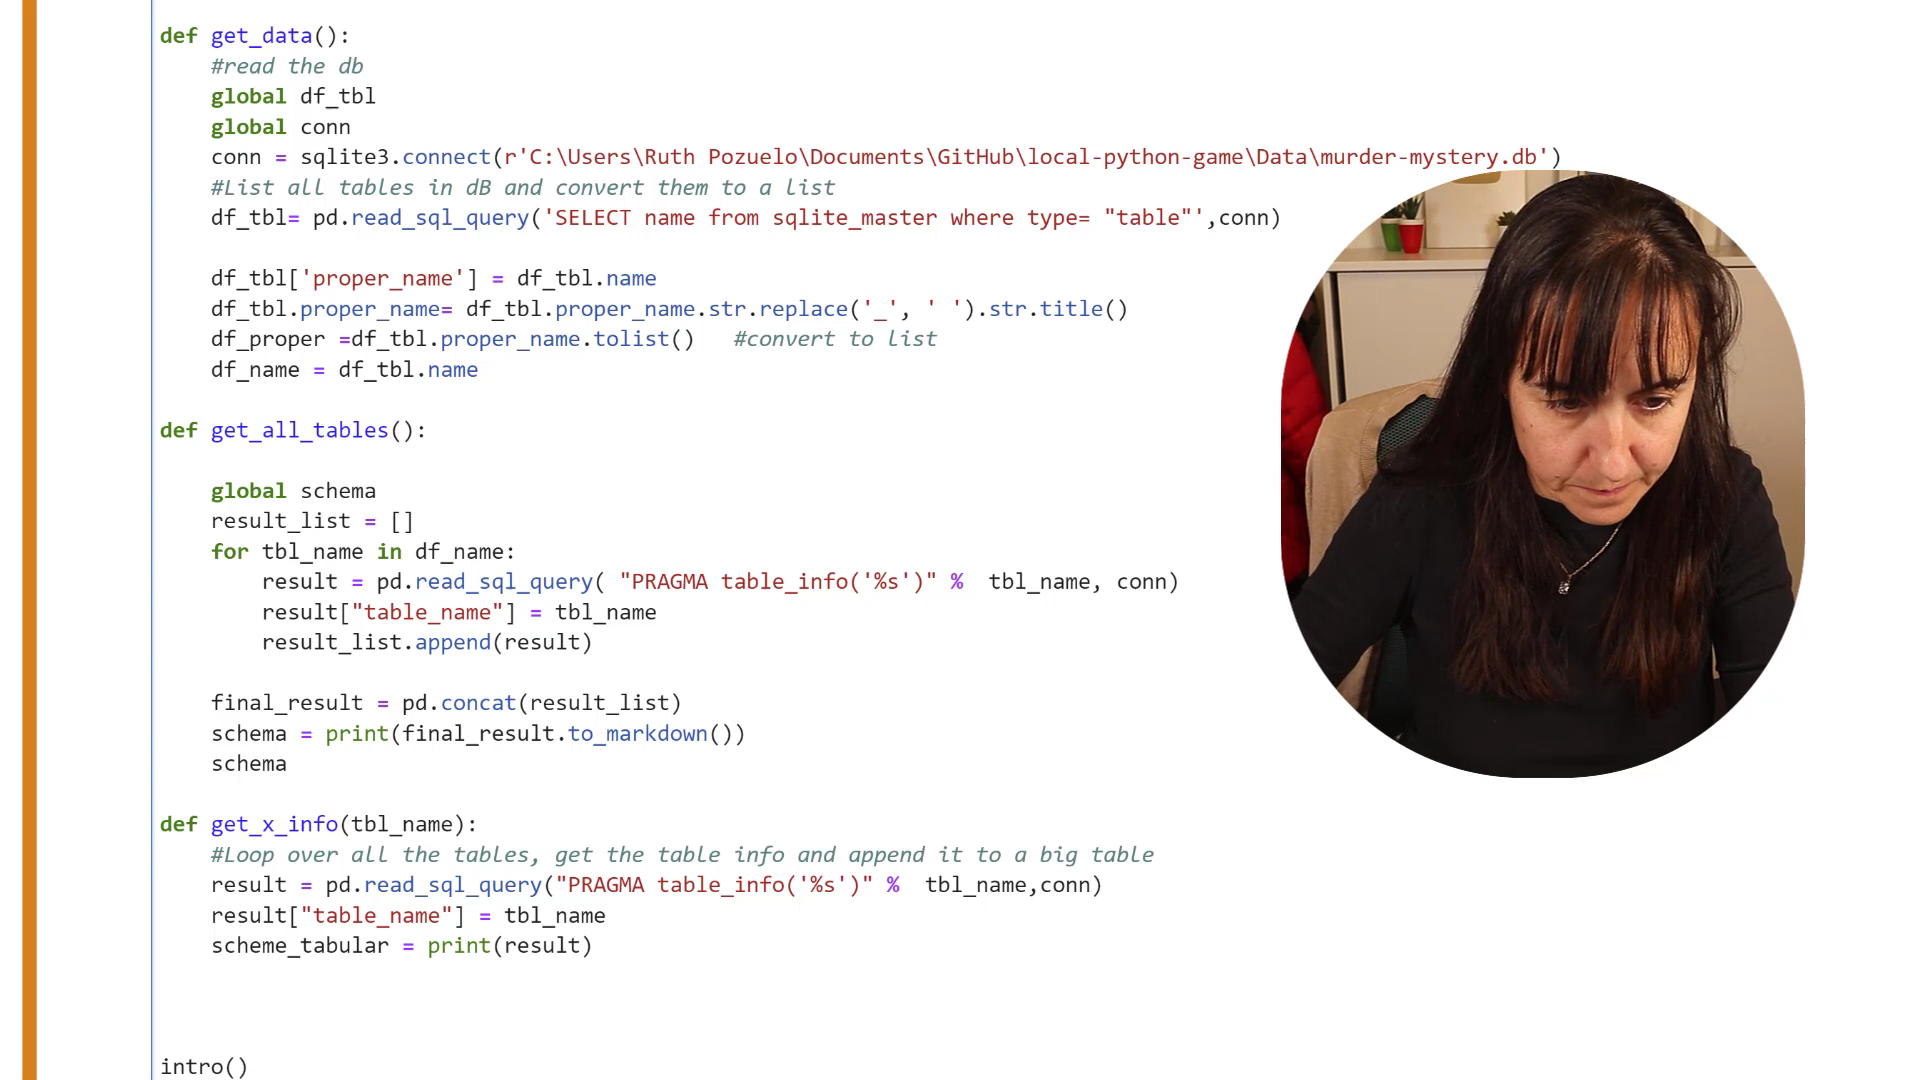 def get_data():
#read the db
global df_tbl
global conn
conn = sqlite3.connect(r'C:\Users\Ruth Pozuelo\Documents\GitHub\local-python-game\Data\murder-mystery.db')
#List all tables in dB and convert them to a list
df_tbl= pd.read_sql_query('SELECT name from sqlite_master where type= "table"',conn)
df_tbl['proper_name'] = df_tbl.name
df_tbl.proper_name= df_tbl.proper_name.str.replace('_', ' ').str.title()
df_proper =df_tbl.proper_name.tolist()   #convert to list
df_name = df_tbl.name
def get_all_tables():
global schema
result_list = []
for tbl_name in df_name:
result = pd.read_sql_query( "PRAGMA table_info('%s')" %  tbl_name, conn)
result["table_name"] = tbl_name
result_list.append(result)
final_result = pd.concat(result_list)
schema = print(final_result.to_markdown())
schema
def get_x_info(tbl_name):
#Loop over all the tables, get the table info and append it to a big table
result = pd.read_sql_query("PRAGMA table_info('%s')" %  tbl_name,conn)
result["table_name"] = tbl_name
scheme_tabular = print(result)
intro()